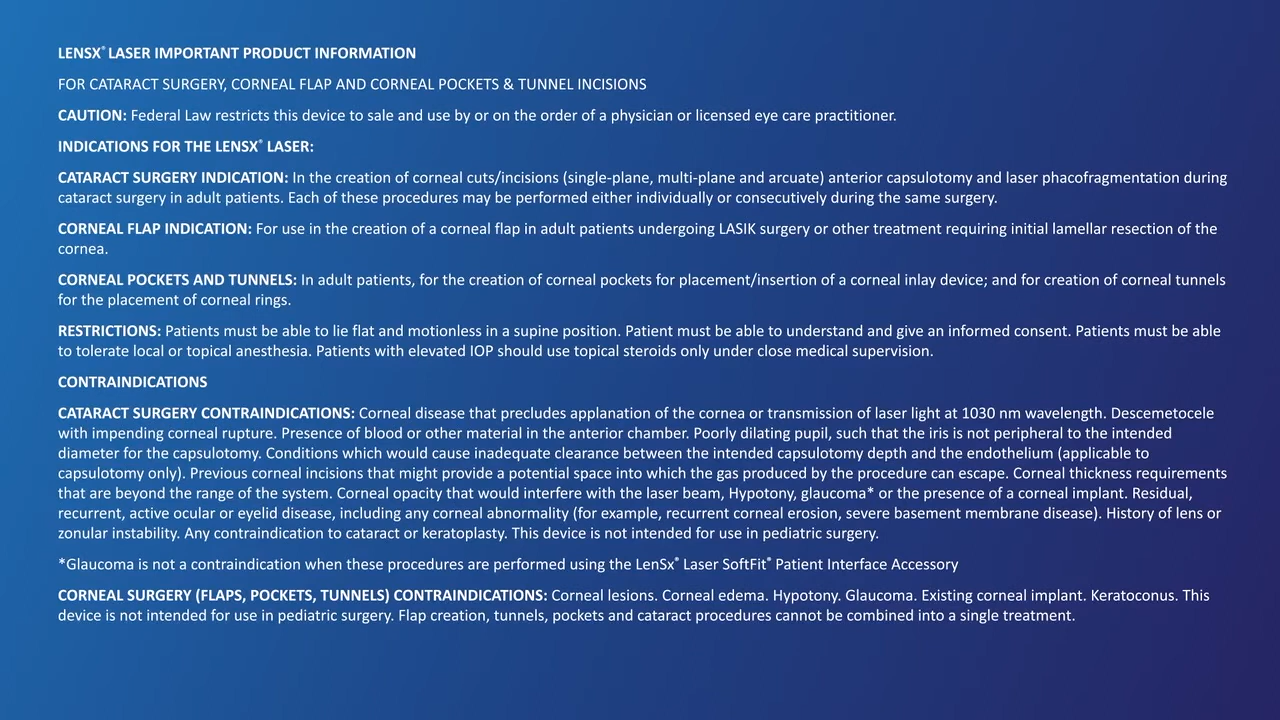 LENSX® LASER IMPORTANT PRODUCT INFORMATION
FOR CATARACT SURGERY, CORNEAL FLAP AND CORNEAL POCKETS & TUNNEL INCISIONS
CAUTION: Federal Law restricts this device to sale and use by or on the order of a physician or licensed eye care practitioner.
INDICATIONS FOR THE LENSX® LASER:
CATARACT SURGERY INDICATION: In the creation of corneal cuts/incisions (single-plane, multi-plane and arcuate) anterior capsulotomy and laser phacofragmentation during
cataract surgery in adult patients. Each of these procedures may be performed either individually or consecutively during the same surgery.
CORNEAL FLAP INDICATION: For use in the creation of a corneal flap in adult patients undergoing LASIK surgery or other treatment requiring initial lamellar resection of the
cornea.
CORNEAL POCKETS AND TUNNELS: In adult patients, for the creation of corneal pockets for placement/insertion of a corneal inlay device; and for creation of corneal tunnels
for the placement of corneal rings.
RESTRICTIONS: Patients must be able to lie flat and motionless in a supine position. Patient must be able to understand and give an informed consent. Patients must be able
to tolerate local or topical anesthesia. Patients with elevated IOP should use topical steroids only under close medical supervision.
CONTRAINDICATIONS
CATARACT SURGERY CONTRAINDICATIONS: Corneal disease that precludes applanation of the cornea or transmission of laser light at 1030 nm wavelength. Descemetocele
with impending corneal rupture. Presence of blood or other material in the anterior chamber. Poorly dilating pupil, such that the iris is not peripheral to the intended
diameter for the capsulotomy. Conditions which would cause inadequate clearance between the intended capsulotomy depth and the endothelium (applicable to
capsulotomy only). Previous corneal incisions that might provide a potential space into which the gas produced by the procedure can escape. Corneal thickness requirements
that are beyond the range of the system. Corneal opacity that would interfere with the laser beam, Hypotony, glaucoma* or the presence of a corneal implant. Residual,
recurrent, active ocular or eyelid disease, including any corneal abnormality (for example, recurrent corneal erosion, severe basement membrane disease). History of lens or
zonular instability. Any contraindication to cataract or keratoplasty. This device is not intended for use in pediatric surgery.
*Glaucoma is not a contraindication when these procedures are performed using the LenSx® Laser SoftFit® Patient Interface Accessory
CORNEAL SURGERY (FLAPS, POCKETS, TUNNELS) CONTRAINDICATIONS: Corneal lesions. Corneal edema. Hypotony. Glaucoma. Existing corneal implant. Keratoconus. This
device is not intended for use in pediatric surgery. Flap creation, tunnels, pockets and cataract procedures cannot be combined into a single treatment.